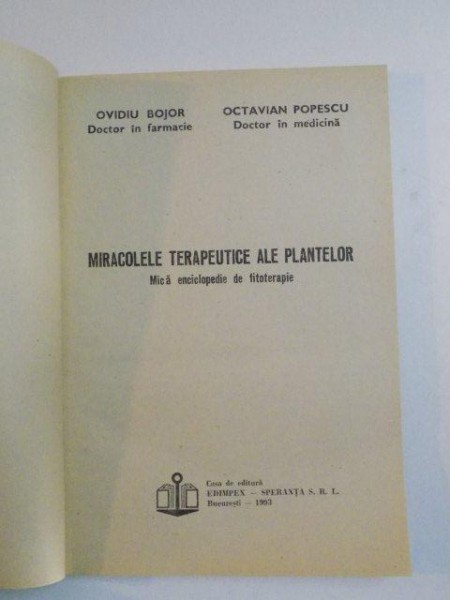 OVIDIU BOJOR
Doctor în farmacie
OCTAVIAN POPESCU
Doctor în medicină
MIRACOLELE TERAPEUTICE ALE PLANTELOR
Mică enciclopedie de fitoterapie
Casa de editură
EDIMPEX — SPERANȚA S. R. L.
București — 1993